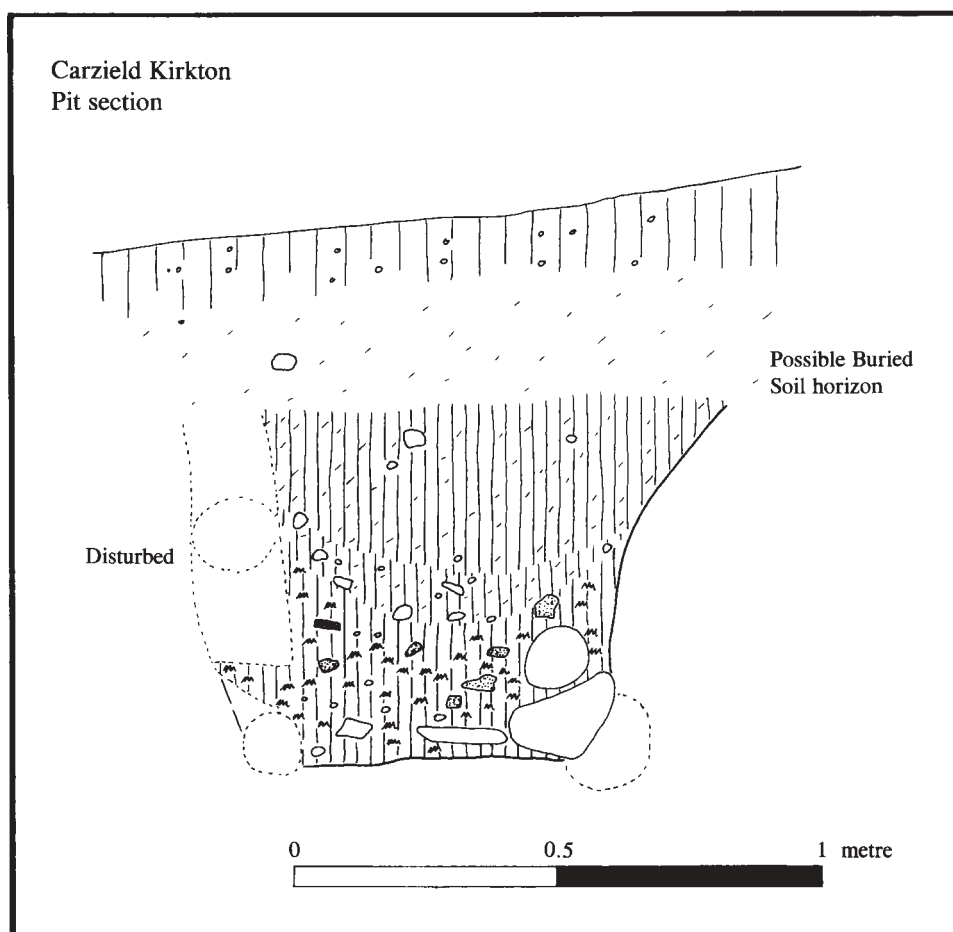 Carzield Kirkton
Pit section
Possible Buried
Soil horizon
Disturbed
0 0.5 1 metre